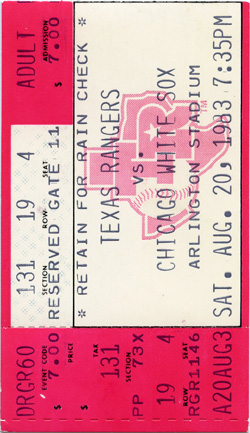 ADULT
ADMISSION
$ 7.00
131 19 4
SECTION ROW SEAT
RESERVED GATE 11
* RETAIN FOR RAIN CHECK *
TEXAS RANGERS
VS
CHICAGO WHITE SOX
ARLINGTON STADIUM
SAT. AUG. 20, 1983 7:35PM
TM
DRGR60
EVENT CODE
$ 7.00
PRICE
TAX
131
SECTION
PP 73X
19 4
ROW SEAT
RGR1146
A20AUG3